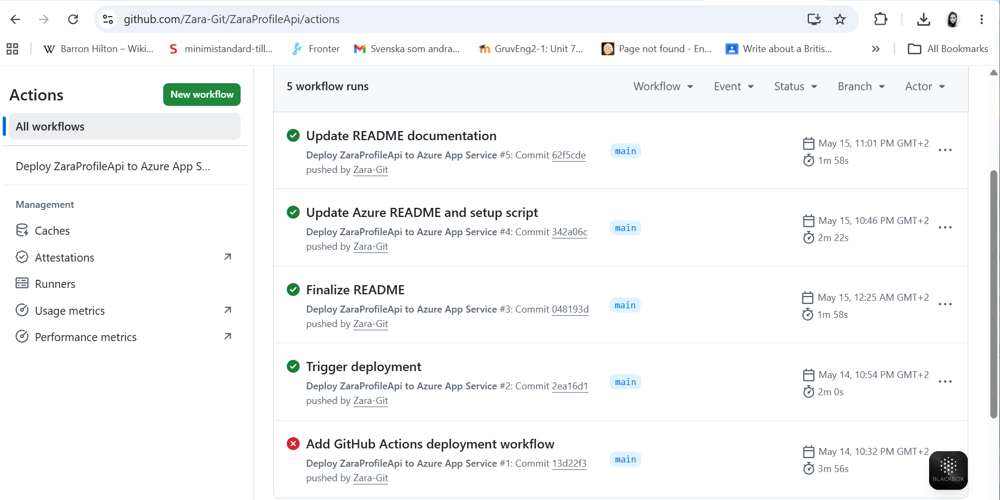 github.com/Zara-Git/ZaraProfileApi/actions
W Barron Hilton – Wiki...
S minimistandard-till...
Fronter
Svenska som andra...
GruvEng2-1: Unit 7...
Page not found - En...
Write about a Britis...
»
All Bookmarks
Actions
New workflow
All workflows
Deploy ZaraProfileApi to Azure App S...
Management
Caches
Attestations
Runners
Usage metrics
Performance metrics
5 workflow runs
Workflow
Event
Status
Branch
Actor
Update README documentation
Deploy ZaraProfileApi to Azure App Service #5: Commit 62f5cde
pushed by Zara-Git
main
May 15, 11:01 PM GMT+2
1m 58s
Update Azure README and setup script
Deploy ZaraProfileApi to Azure App Service #4: Commit 342a06c
pushed by Zara-Git
main
May 15, 10:46 PM GMT+2
2m 22s
Finalize README
Deploy ZaraProfileApi to Azure App Service #3: Commit 048193d
pushed by Zara-Git
main
May 15, 12:25 AM GMT+2
1m 58s
Trigger deployment
Deploy ZaraProfileApi to Azure App Service #2: Commit 2ea16d1
pushed by Zara-Git
main
May 14, 10:54 PM GMT+2
2m 0s
Add GitHub Actions deployment workflow
Deploy ZaraProfileApi to Azure App Service #1: Commit 13d22f3
pushed by Zara-Git
main
May 14, 10:32 PM GMT+2
3m 56s
BLACKBOX